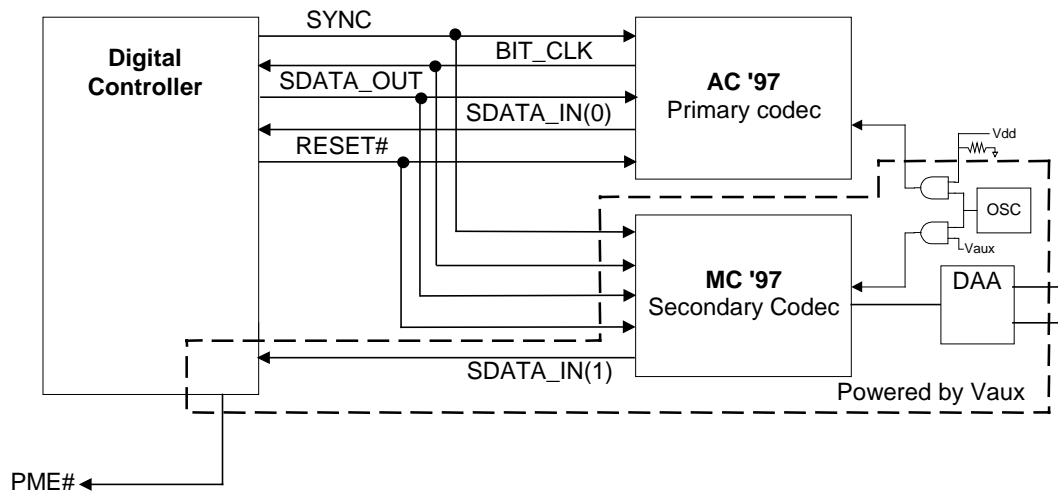 SYNC
Digital
Controller
BIT_CLK
SDATA_OUT
AC '97
Primary codec
SDATA_IN(0)
RESET#
Vdd
OSC
Vaux
MC '97
Secondary Codec
DAA
SDATA_IN(1)
Powered by Vaux
PME#